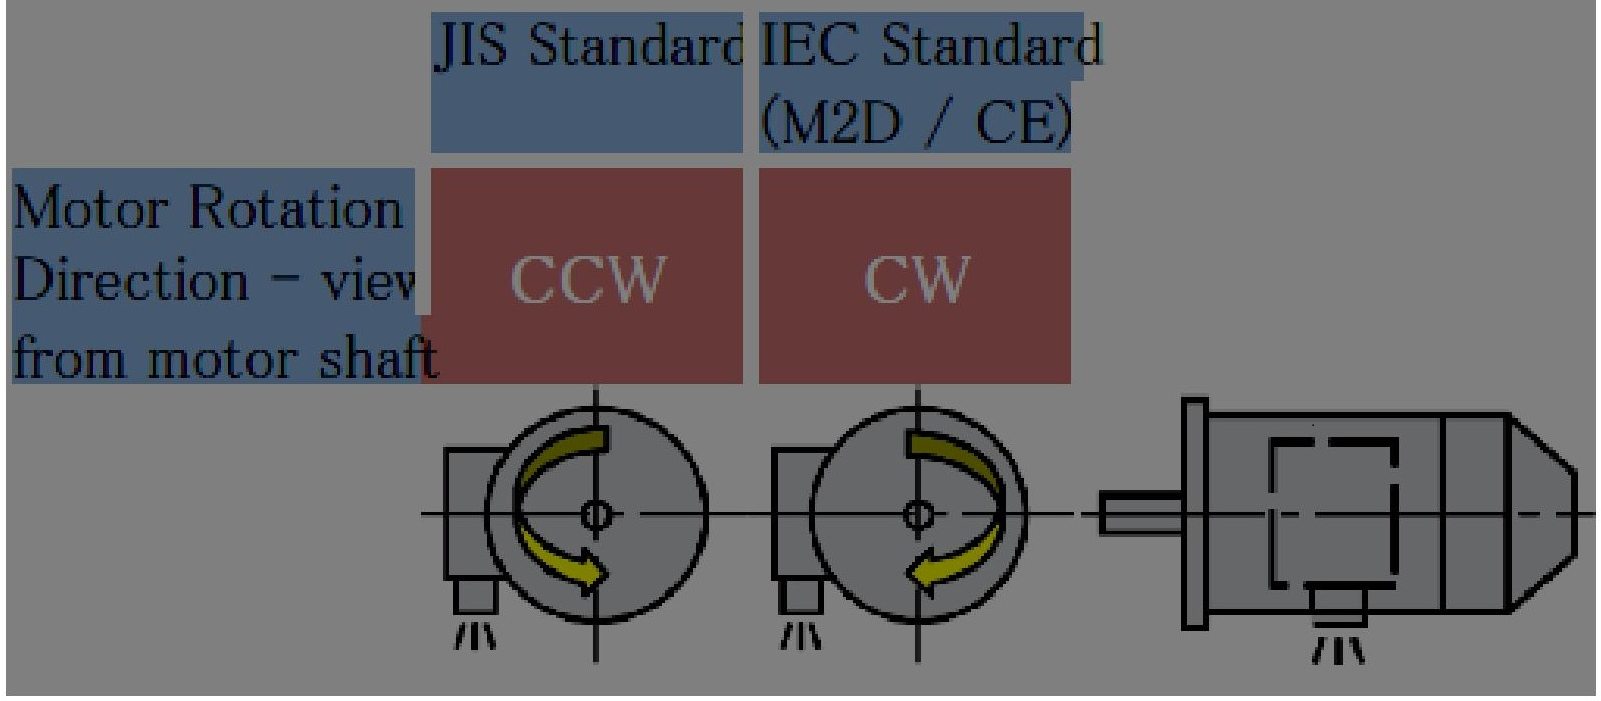 JIS Standard
IEC Standard
(M2D / CE)
Motor Rotation
Direction - view
from motor shaft
CCW
CW